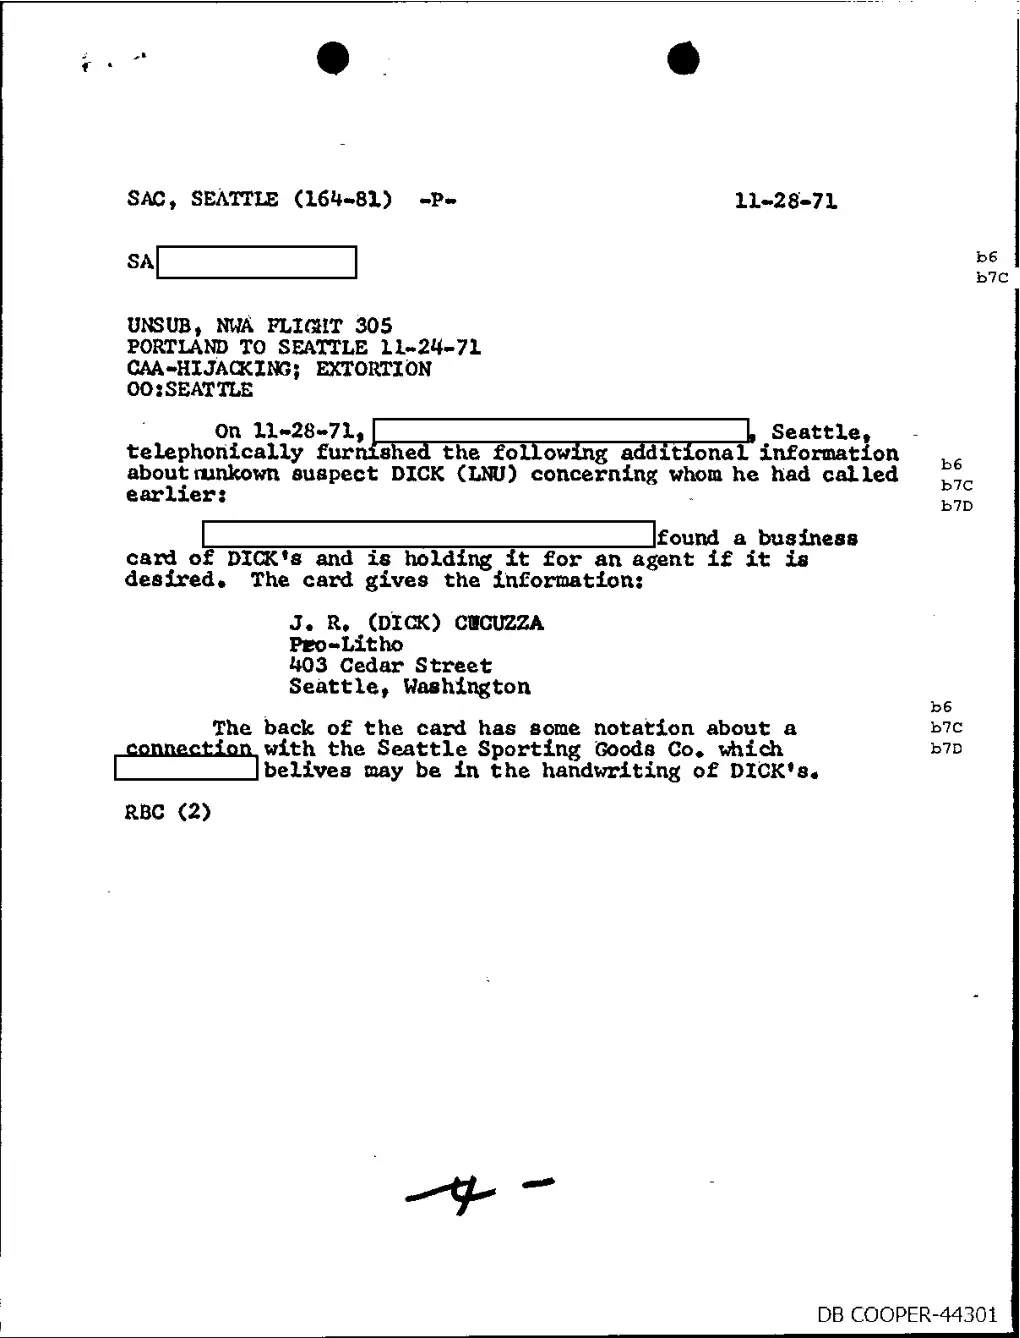 SAC, SEATTLE (164-81) -P- 11-28-71
SA
b6
b7C
UNSUB, NWA FLIGHT 305
PORTLAND TO SEATTLE 11-24-71
CAA-HIJACKING; EXTORTION
OO:SEATTLE
On 11-28-71, , Seattle,
telephonically furnished the following additional information
about nunkown suspect DICK (LNU) concerning whom he had called
earlier:
b6
b7C
b7D
found a business
card of DICK's and is holding it for an agent if it is
desired. The card gives the information:
J. R. (DICK) CUCUZZA
Pro-Litho
403 Cedar Street
Seattle, Washington
The back of the card has some notation about a
connection with the Seattle Sporting Goods Co. which
belives may be in the handwriting of DICK's.
b6
b7C
b7D
RBC (2)
-4-
DB COOPER-44301